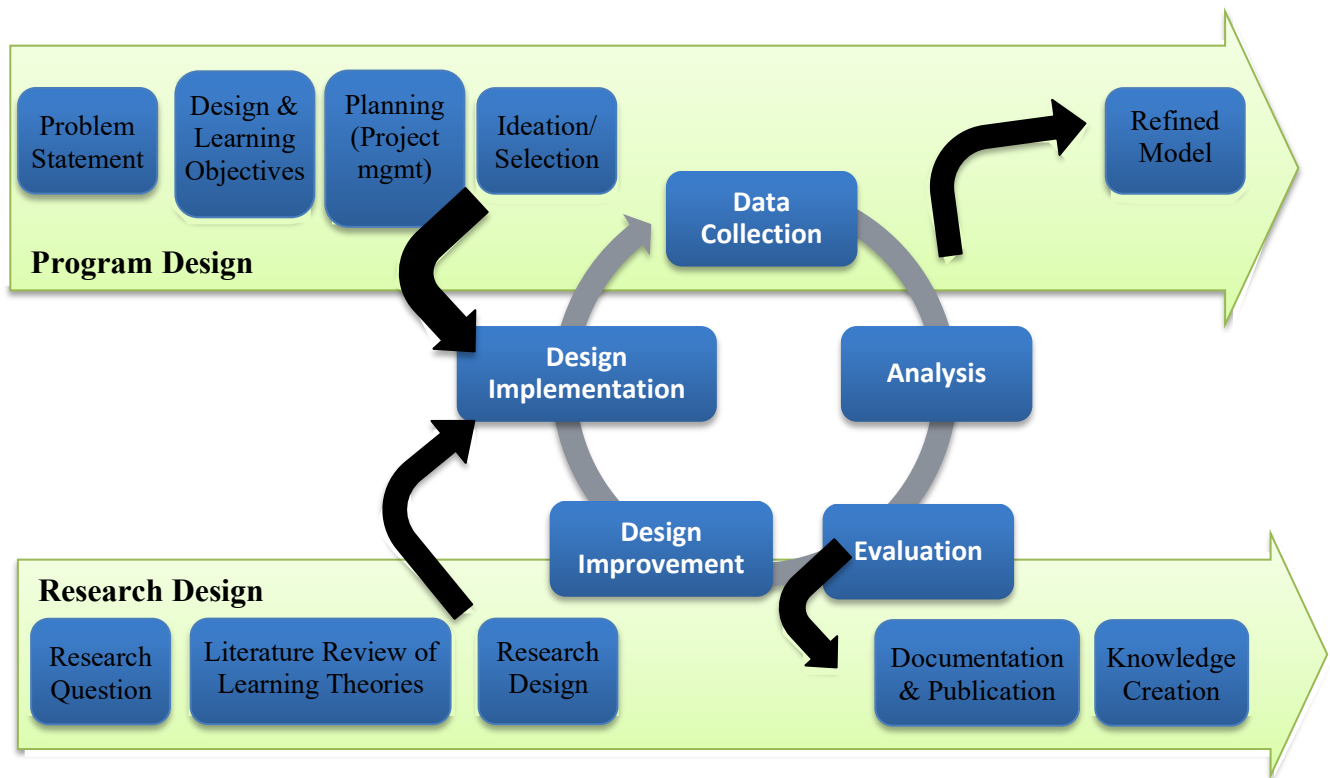 Problem
Statement
Design &
Learning
Objectives
Planning
(Project
mgmt)
Ideation/
Selection
Refined
Model
Program Design
Data
Collection
Design
Implementation
Analysis
Design
Improvement
Evaluation
Research Design
Research
Question
Literature Review of
Learning Theories
Research
Design
Documentation
& Publication
Knowledge
Creation